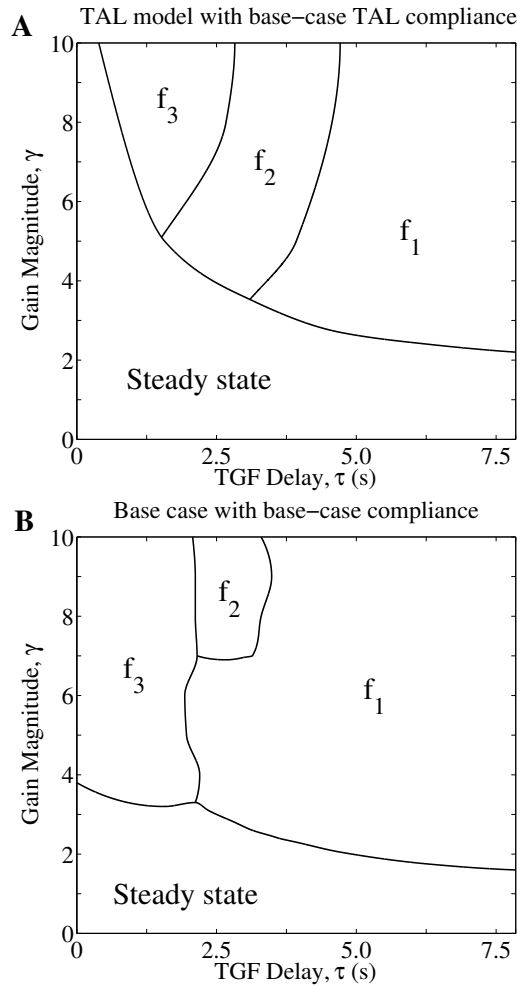 A TAL model with base−case TAL compliance
10
8
6
4
2
0
Gain Magnitude, γ
f3
f2
f1
Steady state
0 2.5 5.0 7.5
TGF Delay, τ (s)
B Base case with base−case compliance
10
8
6
4
2
0
Gain Magnitude, γ
f2
f3
f1
Steady state
0 2.5 5.0 7.5
TGF Delay, τ (s)